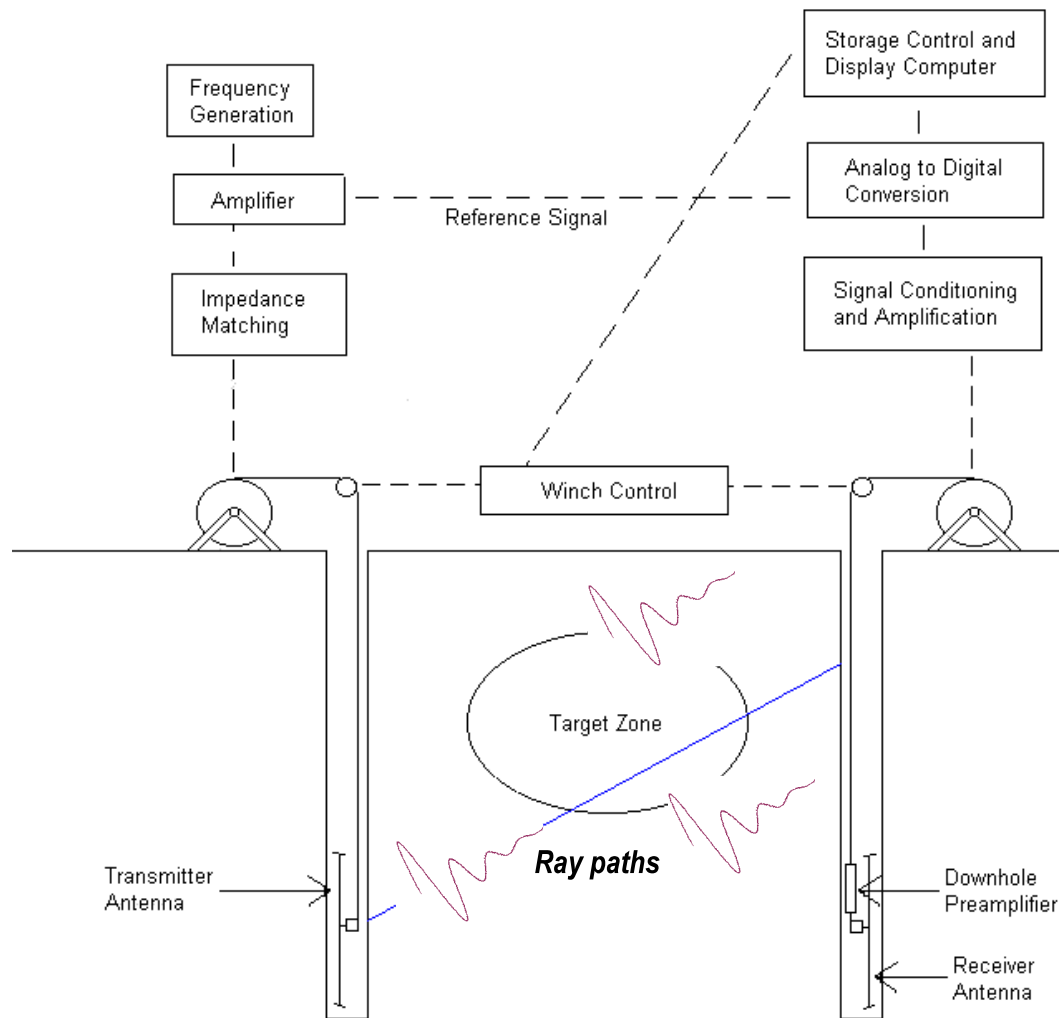 Storage Control and
Display Computer
Frequency
Generation
Analog to Digital
Conversion
Amplifier
Reference Signal
Impedance
Matching
Signal Conditioning
and Amplification
Winch Control
Target Zone
Ray paths
Transmitter
Antenna
Downhole
Preamplifier
Receiver
Antenna